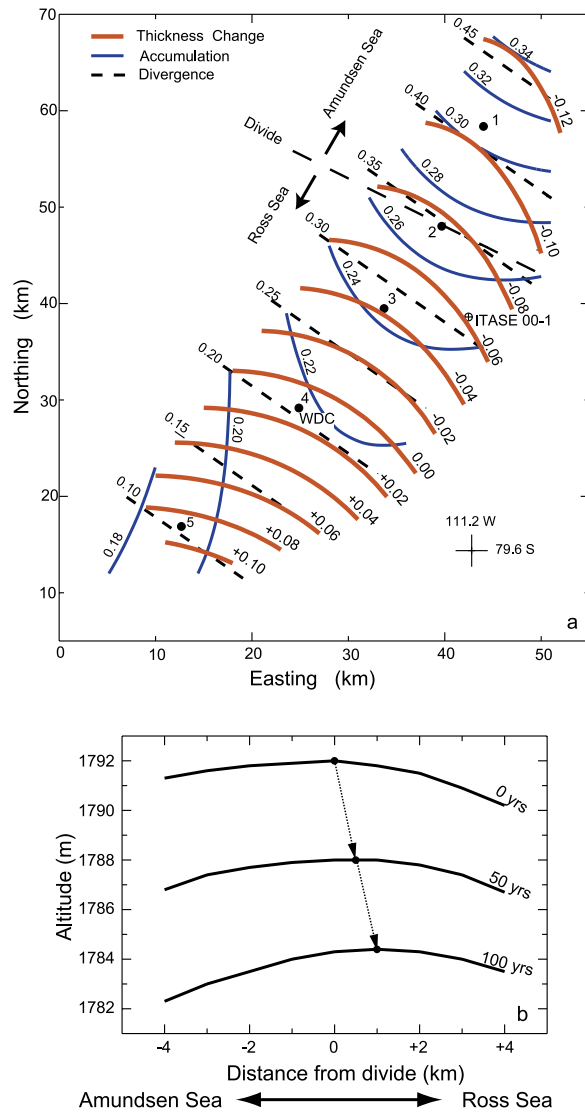 Thickness Change
Accumulation
Divergence
Amundsen Sea
Divide
Ross Sea
0.45
0.34
0.32
-0.12
0.40
0.30
1
0.35
0.28
-0.10
2
0.26
0.30
-0.08
0.24
3
ITASE 00-1
0.25
-0.06
-0.04
0.20
0.22
4
WDC
-0.02
0.15
0.20
0.00
+0.02
0.10
+0.04
5
+0.06
0.18
+0.08
+0.10
111.2 W
79.6 S
a
70
60
50
40
30
20
10
Northing (km)
0 10 20 30 40 50
Easting (km)
1792
1790
1788
1786
1784
1782
Altitude (m)
0 yrs
50 yrs
100 yrs
b
-4 -2 0 +2 +4
Distance from divide (km)
Amundsen Sea Ross Sea